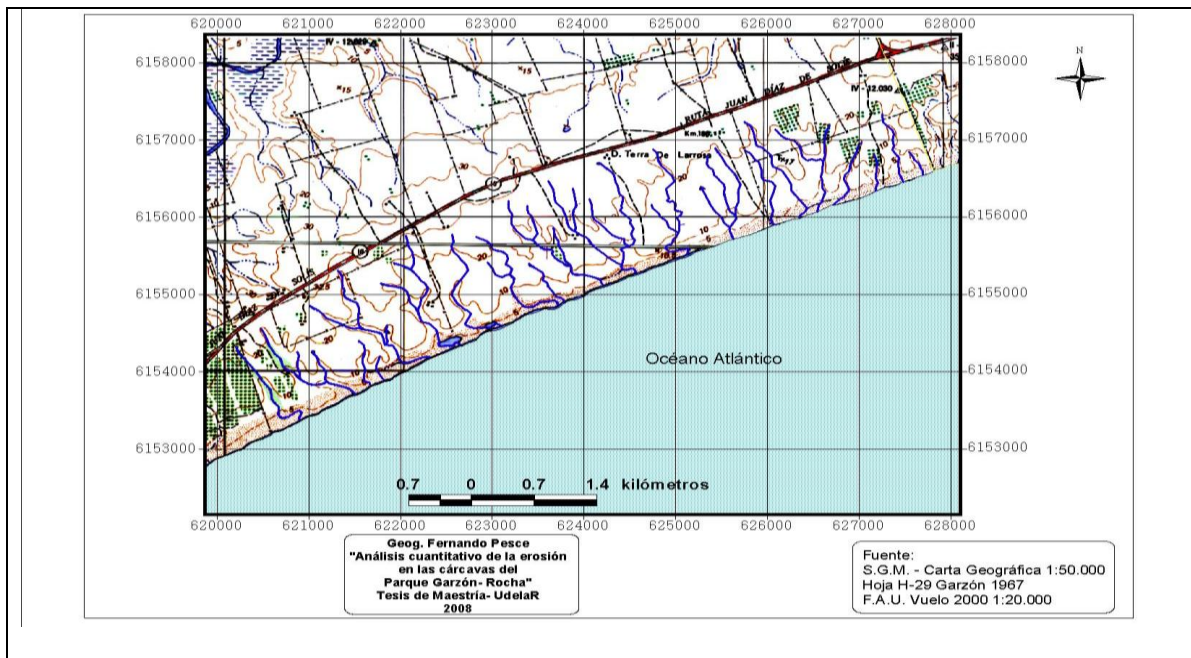 620000 621000 622000 623000 624000 625000 626000 627000 628000
6158000 6158000
6157000 6157000
6156000 6156000
6155000 6155000
6154000 6154000
6153000 6153000
IV - 12.030
RUTA JUAN DÍAZ DE
D. Terra De Larrosa
Océano Atlántico
0.7 0 0.7 1.4 kilómetros
620000 621000 622000 623000 624000 625000 626000 627000 628000
N
Geog. Fernando Pesce
"Análisis cuantitativo de la erosión
en las cárcavas del
Parque Garzón- Rocha"
Tesis de Maestría- UdelaR
2008
Fuente:
S.G.M. - Carta Geográfica 1:50.000
Hoja H-29 Garzón 1967
F.A.U. Vuelo 2000 1:20.000